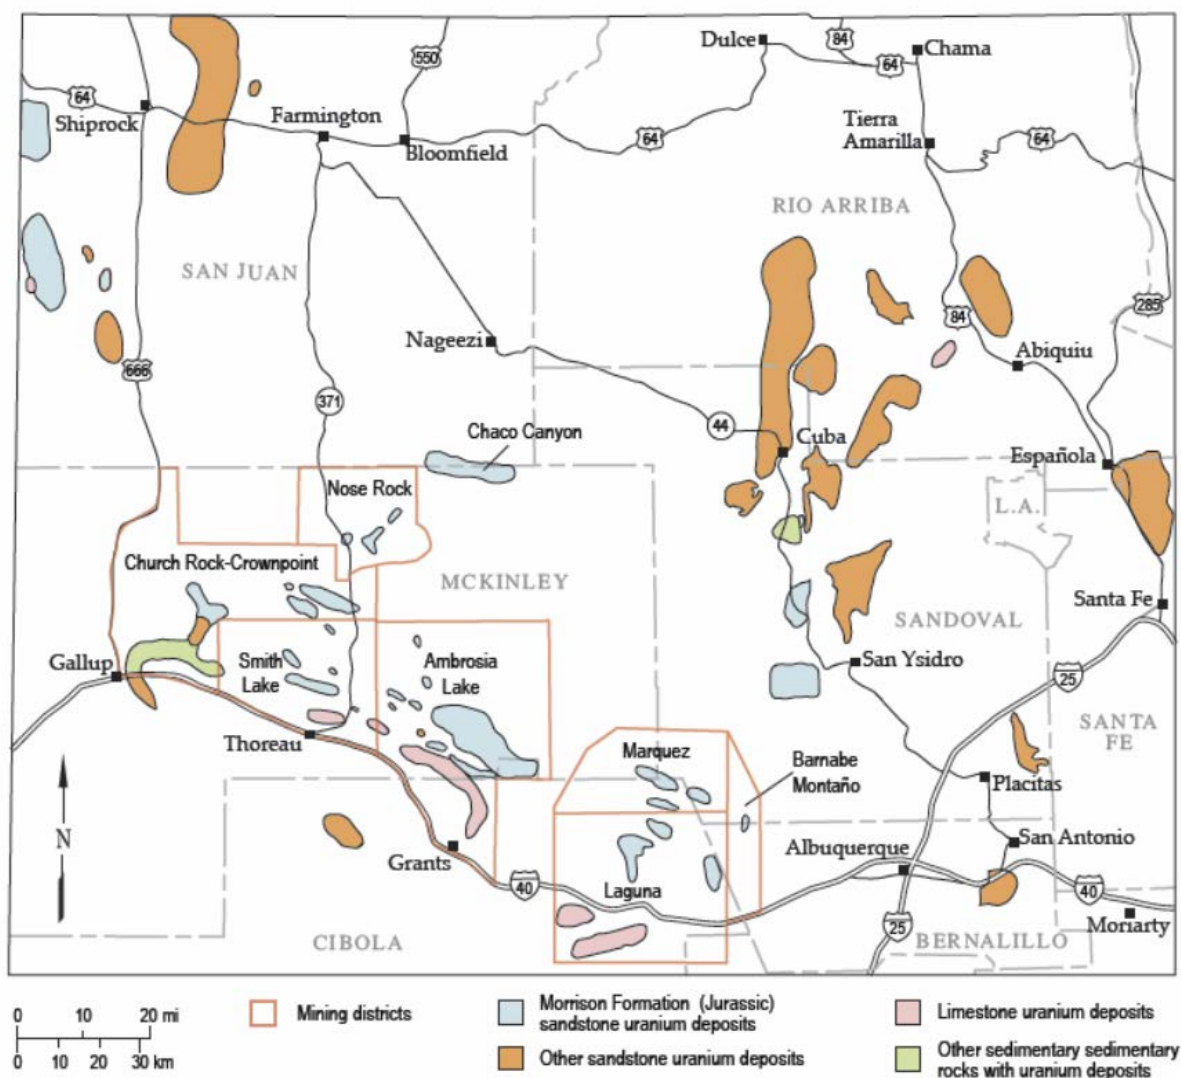 Dulce
84
Chama
550
64
64
Shiprock
Farmington
Bloomfield
64
Tierra
Amarilla
64
RIO ARRIBA
SAN JUAN
285
84
Nageezi
Abiquiu
666
371
44
Chaco Canyon
Cuba
Española
Nose Rock
L.A.
Church Rock-Crownpoint
MCKINLEY
Santa Fe
SANDOVAL
Gallup
Smith
Lake
Ambrosia
Lake
San Ysidro
25
SANTA
FE
Thoreau
Marquez
Barnabe
Montaño
Placitas
N
San Antonio
Albuquerque
Grants
40
Laguna
40
Moriarty
25
CIBOLA
BERNALILLO
0 10 20 mi
0 10 20 30 km
Mining districts
Morrison Formation (Jurassic)
sandstone uranium deposits
Other sandstone uranium deposits
Limestone uranium deposits
Other sedimentary sedimentary
rocks with uranium deposits